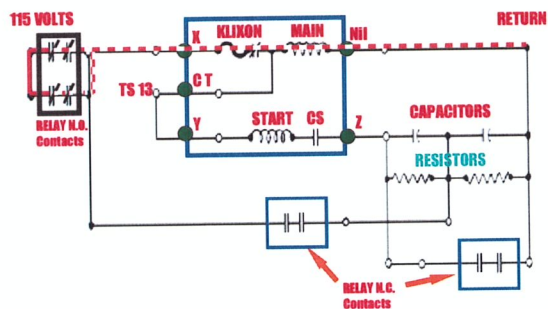 115 VOLTS
RETURN
X
KLIXON
MAIN
Nil
TS 13
C T
CAPACITORS
RELAY N.O.
Contacts
Y
START
CS
Z
RESISTORS
RELAY N.C.
Contacts